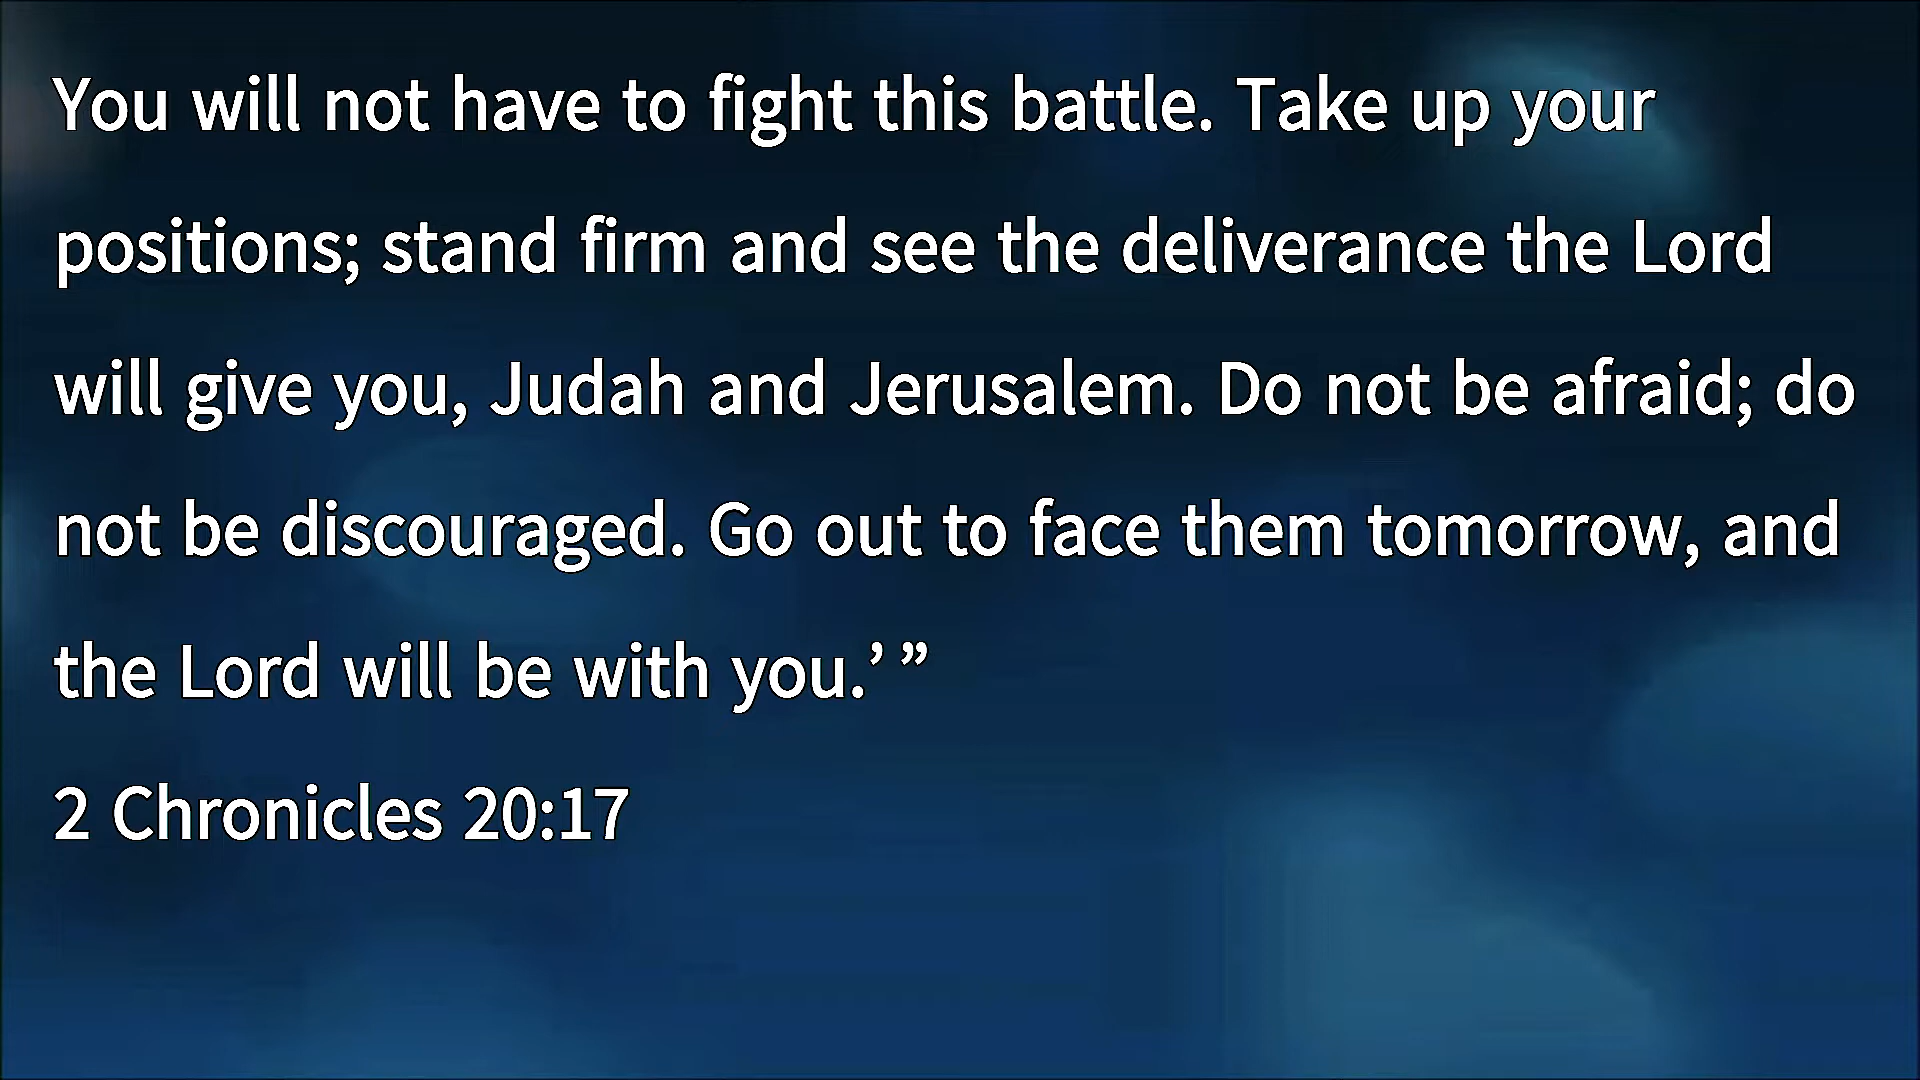 You will not have to fight this battle. Take up your
positions; stand firm and see the deliverance the Lord
will give you, Judah and Jerusalem. Do not be afraid; do
not be discouraged. Go out to face them tomorrow, and
the Lord will be with you.’ ”
2 Chronicles 20:17